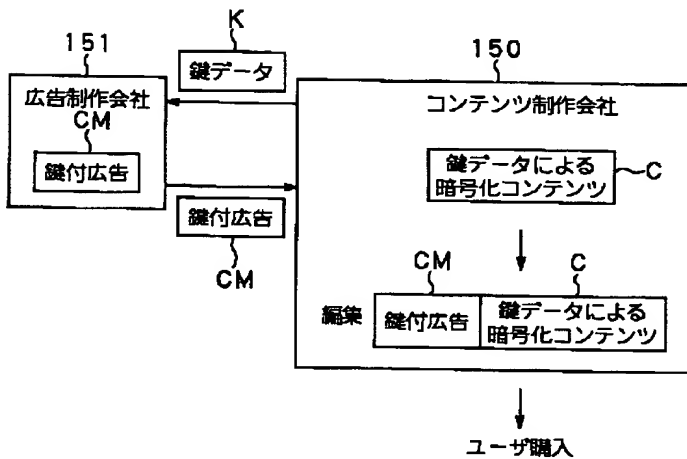 K
151
鍵データ
150
広告制作会社
コンテンツ制作会社
CM
鍵付広告
鍵データによる
暗号化コンテンツ
C
鍵付広告
CM
CM
C
編集
鍵付広告
鍵データによる
暗号化コンテンツ
ユーザ購入